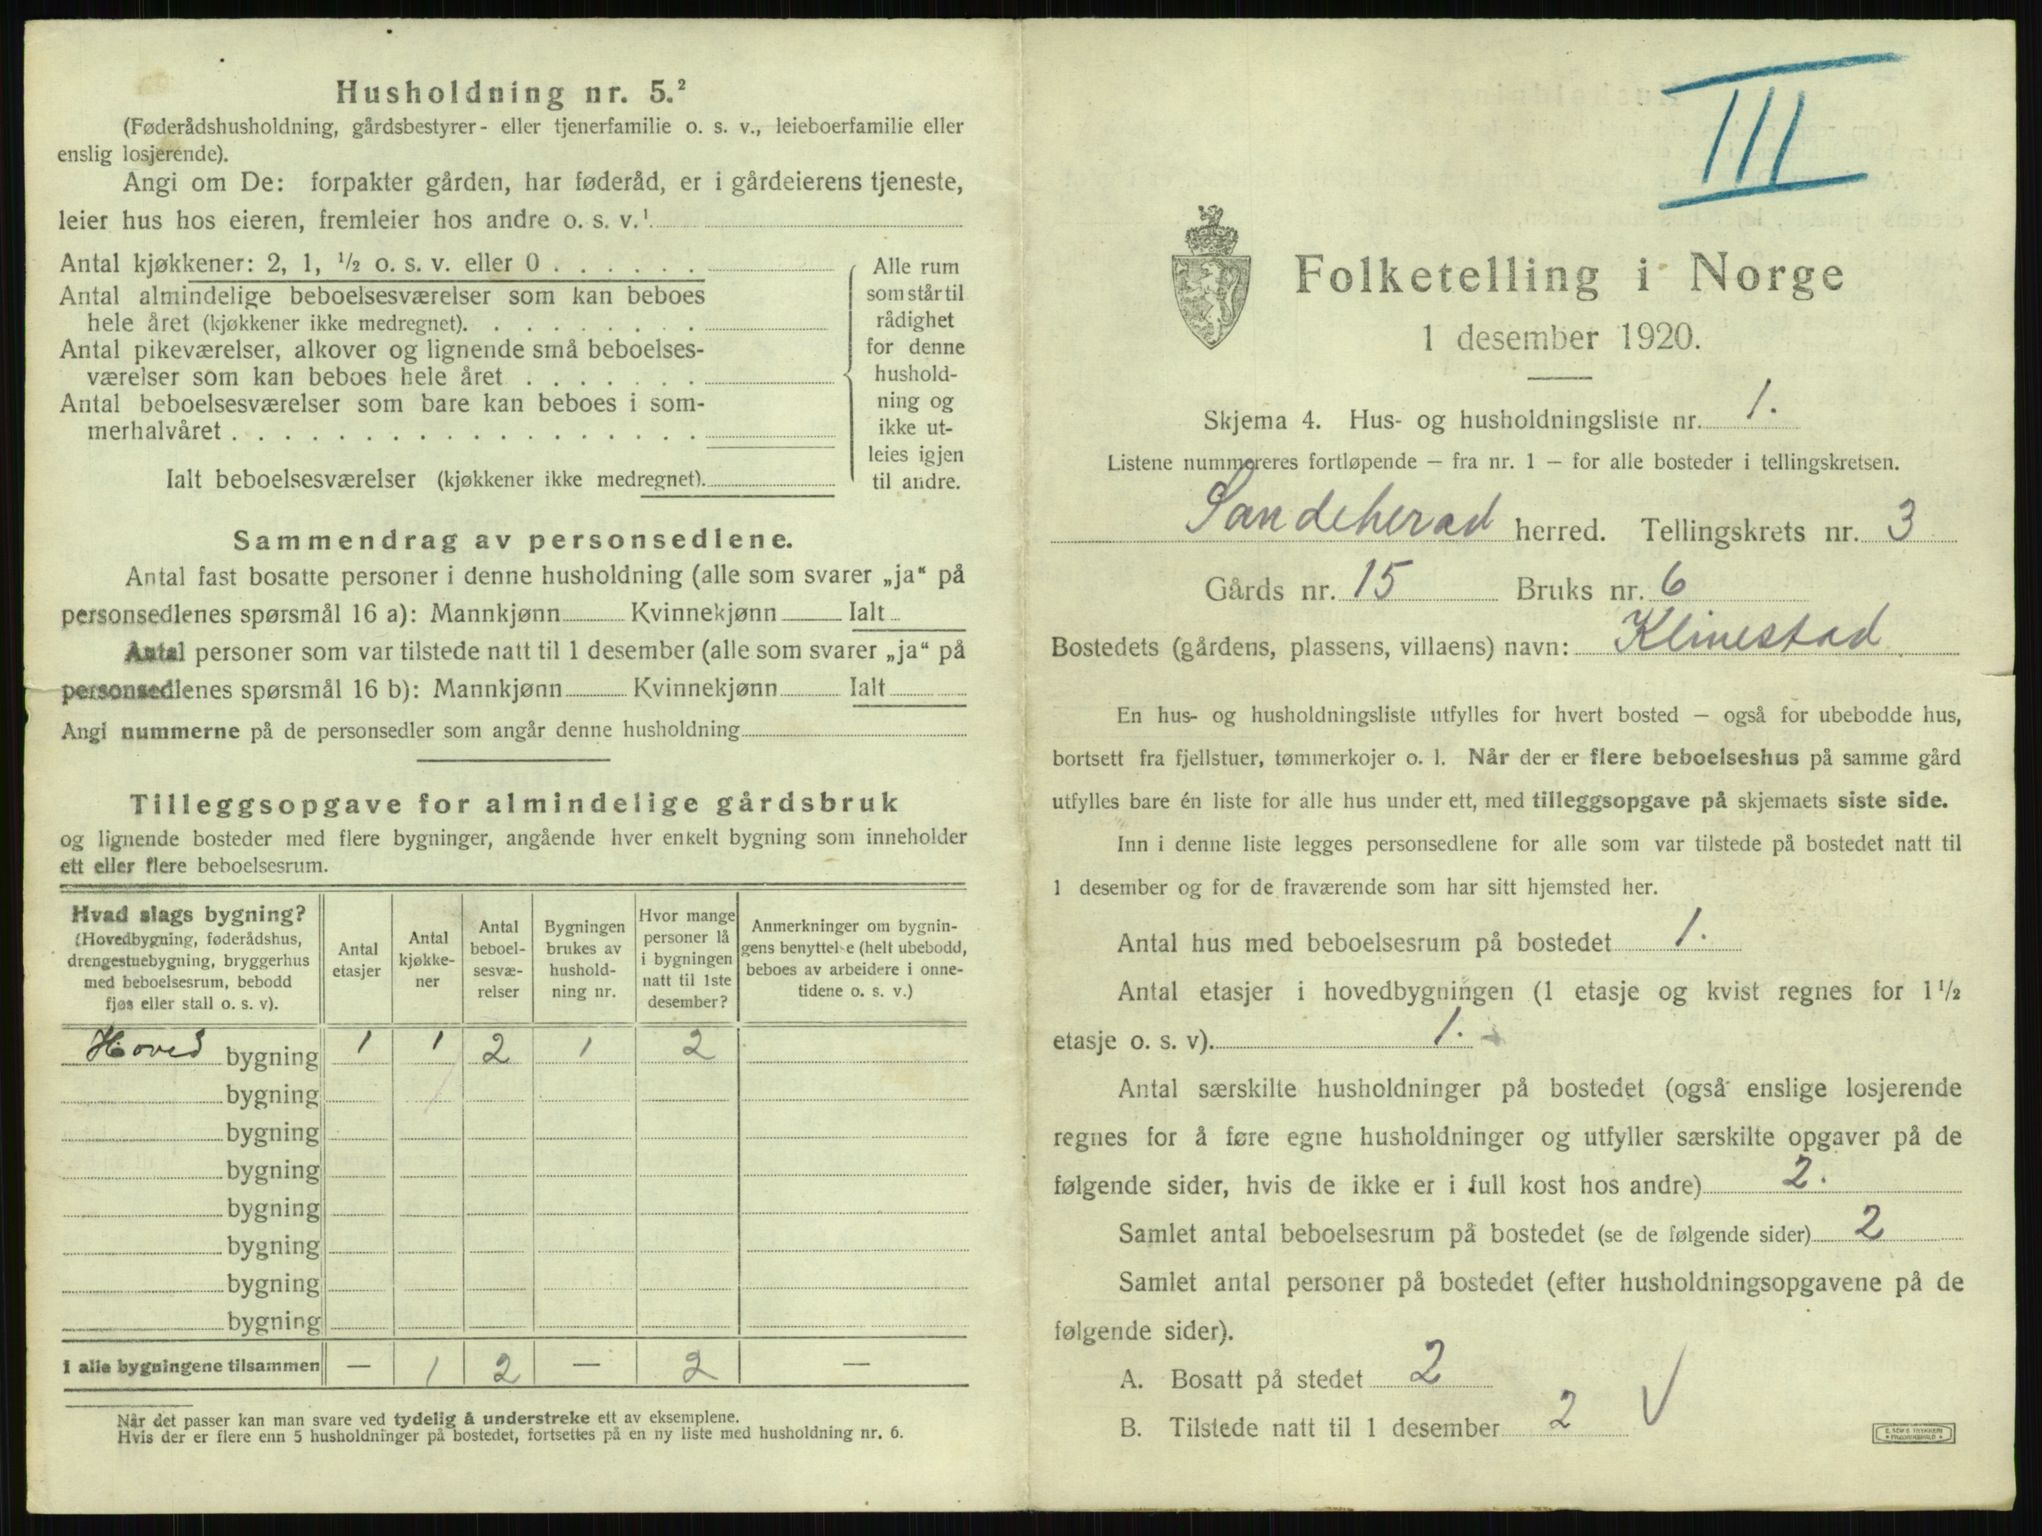 Husholdning nr. 5.²
(Føderådshusholdning, gårdsbestyrer- eller tjenerfamilie o. s. v., leieboerfamilie eller
enslig losjerende).
Angi om De: forpakter gården, har føderåd, er i gårdeierens tjeneste,
leier hus hos eieren, fremleier hos andre o. s. v.¹
Antal kjøkkener: 2, 1, ½ o. s. v. eller 0
Antal almindelige beboelsesværelser som kan beboes
hele året (kjøkkener ikke medregnet).
Antal pikeværelser, alkover og lignende små beboelses-
værelser som kan beboes hele året
Antal beboelsesværelser som bare kan beboes i som-
merhalvåret
Ialt beboelsesværelser (kjøkkener ikke medregnet).
Alle rum
som står til
rådighet
for denne
hushold-
ning og
ikke ut-
leies igjen
til andre.
Sammendrag av personsedlene.
Antal fast bosatte personer i denne husholdning (alle som svarer „ja“ på
personsedlenes spørsmål 16 a): Mannkjønn Kvinnekjønn Ialt
Antal personer som var tilstede natt til 1 desember (alle som svarer „ja“ på
personsedlenes spørsmål 16 b): Mannkjønn Kvinnekjønn Ialt
Angi nummerne på de personsedler som angår denne husholdning
Tilleggsopgave for almindelige gårdsbruk
og lignende bosteder med flere bygninger, angående hver enkelt bygning som inneholder
ett eller flere beboelsesrum.
Hvad slags bygning?
(Hovedbygning, føderådshus,
drengestuebygning, bryggerhus
med beboelsesrum, bebodd
fjøs eller stall o. s. v).
Antal
etasjer
Antal
kjøkke-
ner
Antal
beboel-
sesvæ-
relser
Bygningen
brukes av
hushold-
ning nr.
Hvor mange
personer lå
i bygningen
natt til 1ste
desember?
Anmerkninger om bygnin-
gens benyttelse (helt ubebodd,
beboes av arbeidere i onne-
tidene o. s. v.)
Hoved bygning 1 1 2 1 2
bygning
bygning
bygning
bygning
bygning
bygning
bygning
I alle bygningene tilsammen — 1 2 — 2 —
Når det passer kan man svare ved tydelig å understreke ett av eksemplene.
Hvis der er flere enn 5 husholdninger på bostedet, fortsettes på en ny liste med husholdning nr. 6.
III
Folketelling i Norge
1 desember 1920.
Skjema 4. Hus- og husholdningsliste nr. 1.
Listene nummereres fortløpende — fra nr. 1 — for alle bosteder i tellingskretsen.
Sandeherad herred. Tellingskrets nr. 3
Gårds nr. 15 Bruks nr. 6
Bostedets (gårdens, plassens, villaens) navn: Klinestad
En hus- og husholdningsliste utfylles for hvert bosted — også for ubebodde hus,
bortsett fra fjellstuer, tømmerkojer o. l. Når der er flere beboelseshus på samme gård
utfylles bare én liste for alle hus under ett, med tilleggsopgave på skjemaets siste side.
Inn i denne liste legges personsedlene for alle som var tilstede på bostedet natt til
1 desember og for de fraværende som har sitt hjemsted her.
Antal hus med beboelsesrum på bostedet 1.
Antal etasjer i hovedbygningen (1 etasje og kvist regnes for 1½
etasje o. s. v). 1.
Antal særskilte husholdninger på bostedet (også enslige losjerende
regnes for å føre egne husholdninger og utfyller særskilte opgaver på de
følgende sider, hvis de ikke er i full kost hos andre) 2.
Samlet antal beboelsesrum på bostedet (se de følgende sider) 2
Samlet antal personer på bostedet (efter husholdningsopgavene på de
følgende sider).
A. Bosatt på stedet 2
B. Tilstede natt til 1 desember 2